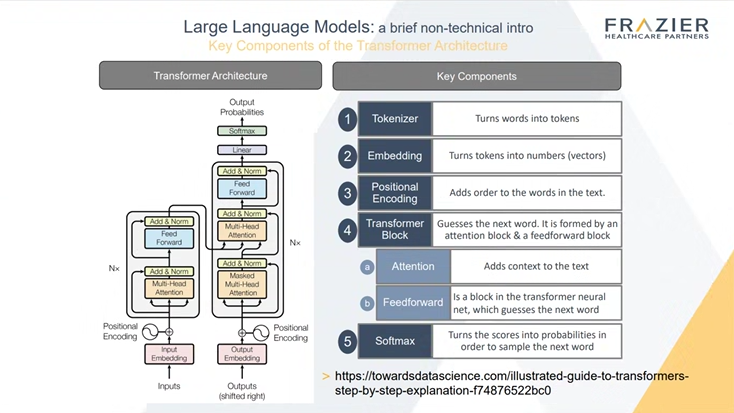 Large Language Models: a brief non-technical intro
Key Components of the Transformer Architecture
FRAZIER
HEALTHCARE PARTNERS
Transformer Architecture
Output
Probabilities
Softmax
Linear
Add & Norm
Feed
Forward
Add & Norm
Multi-Head
Attention
Add & Norm
Feed
Forward
Nx
Add & Norm
Multi-Head
Attention
Add & Norm
Masked
Multi-Head
Attention
Nx
Positional
Encoding
Positional
Encoding
Input
Embedding
Output
Embedding
Inputs
Outputs
(shifted right)
Key Components
1 Tokenizer Turns words into tokens
2 Embedding Turns tokens into numbers (vectors)
3 Positional
Encoding
Adds order to the words in the text.
4 Transformer
Block
Guesses the next word. It is formed by an
attention block & a feedforward block
a Attention Adds context to the text
b Feedforward
Is a block in the transformer neural
net, which guesses the next word
5 Softmax
Turns the scores into probabilities in
order to sample the next word
> https://towardsdatascience.com/illustrated-guide-to-transformers-
step-by-step-explanation-f74876522bc0